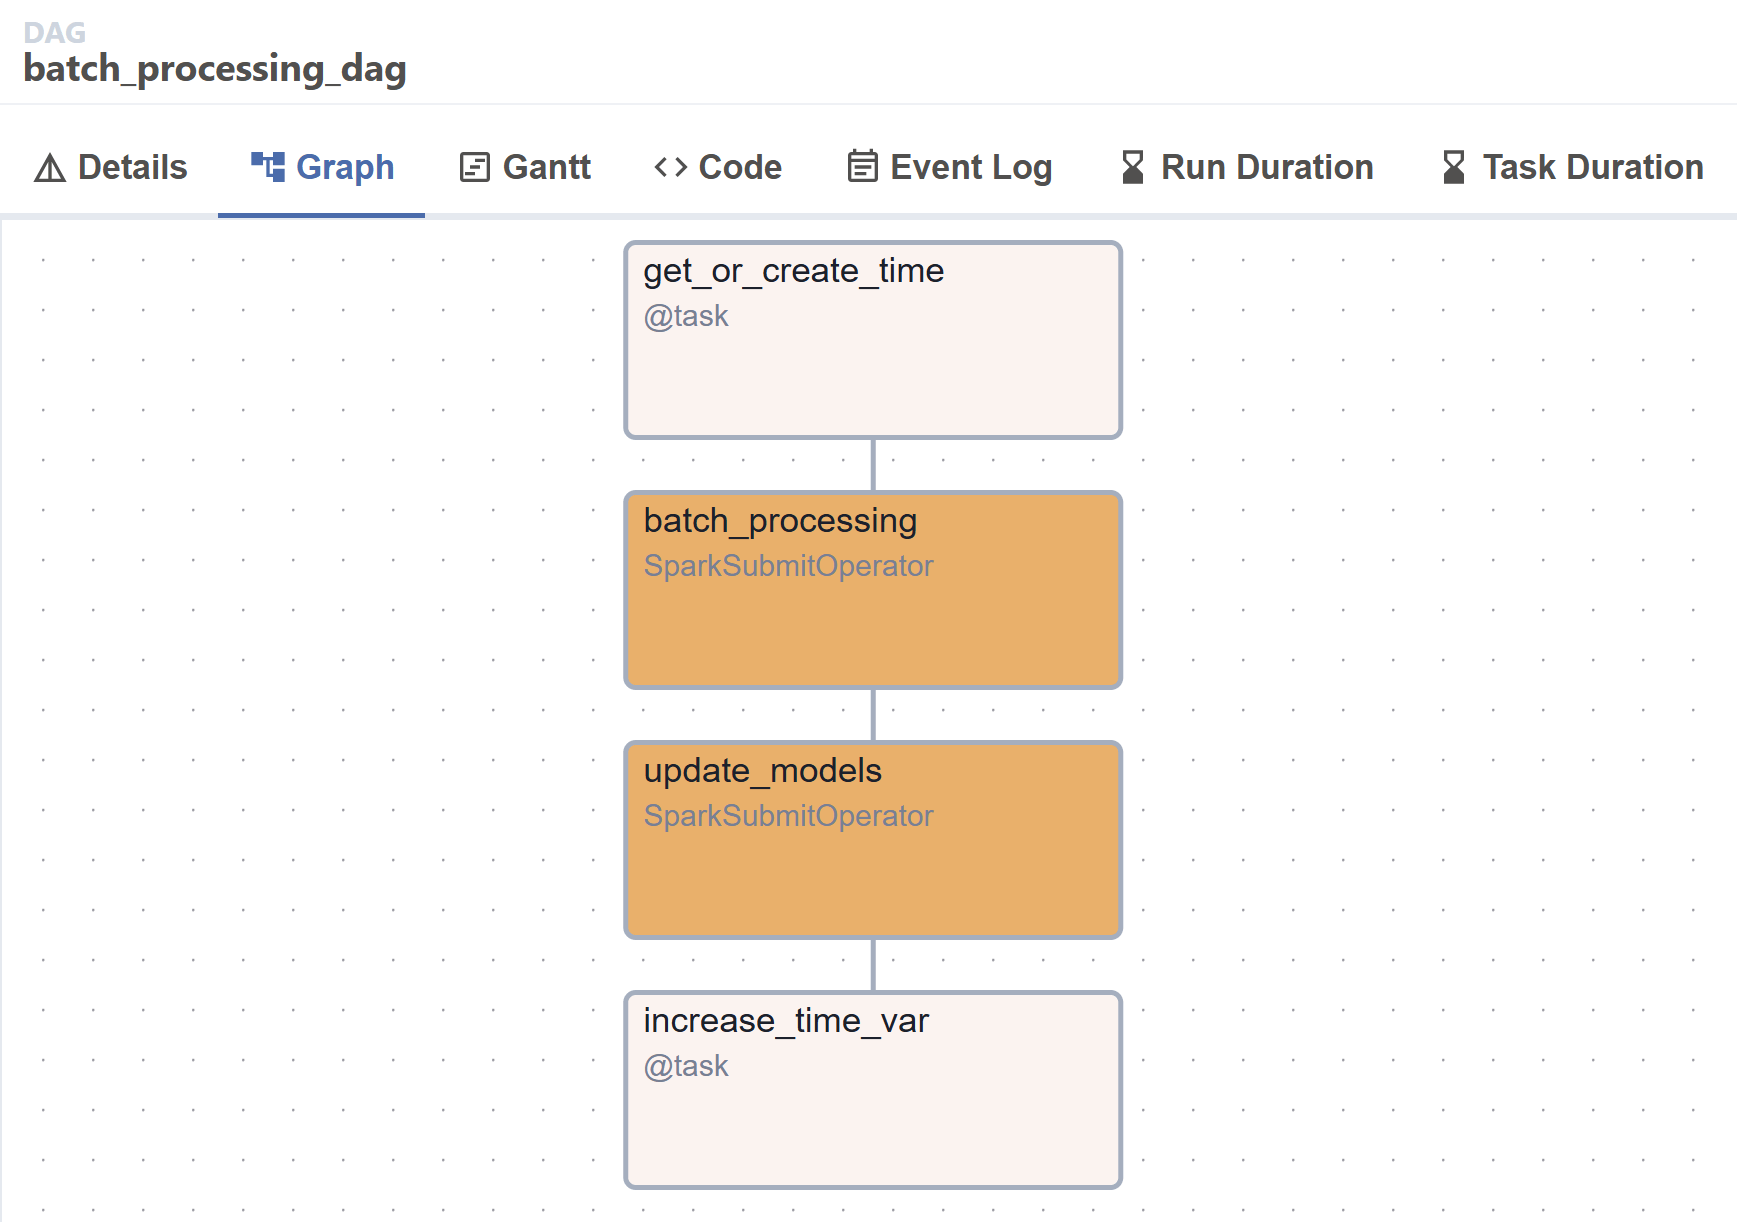 DAG
batch_processing_dag
Details Graph Gantt Code Event Log Run Duration Task Duration
get_or_create_time
@task
batch_processing
SparkSubmitOperator
update_models
SparkSubmitOperator
increase_time_var
@task